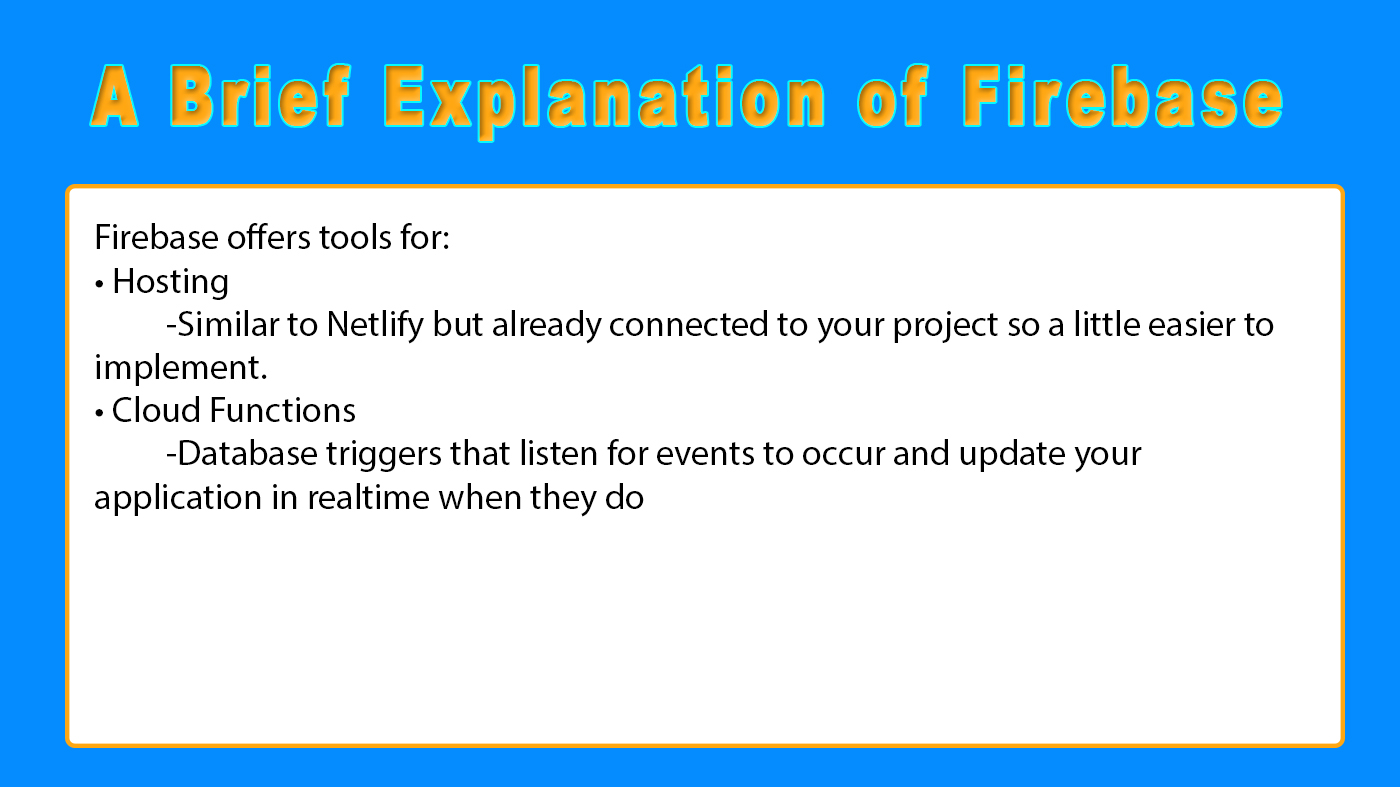 A Brief Explanation of Firebase
Firebase offers tools for:
• Hosting
-Similar to Netlify but already connected to your project so a little easier to
implement.
• Cloud Functions
-Database triggers that listen for events to occur and update your
application in realtime when they do